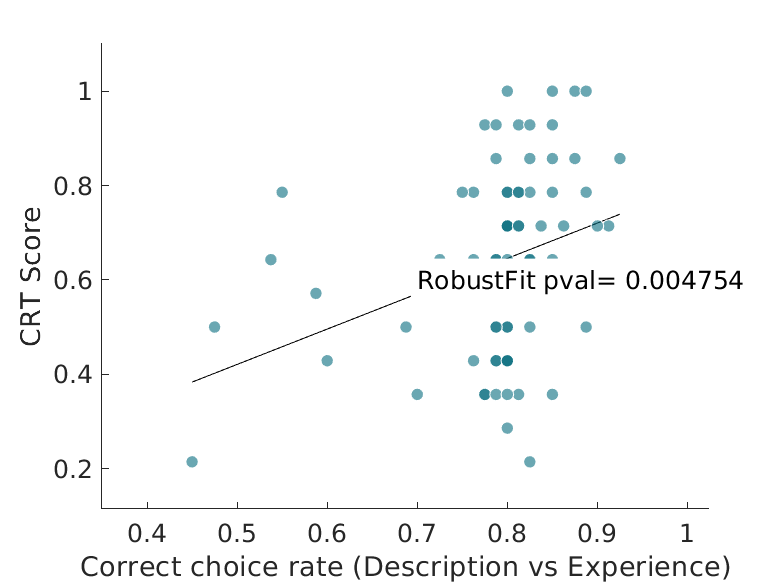 1
0.8
0.6
0.4
0.2
CRT Score
RobustFit pval= 0.004754
0.4 0.5 0.6 0.7 0.8 0.9 1
Correct choice rate (Description vs Experience)